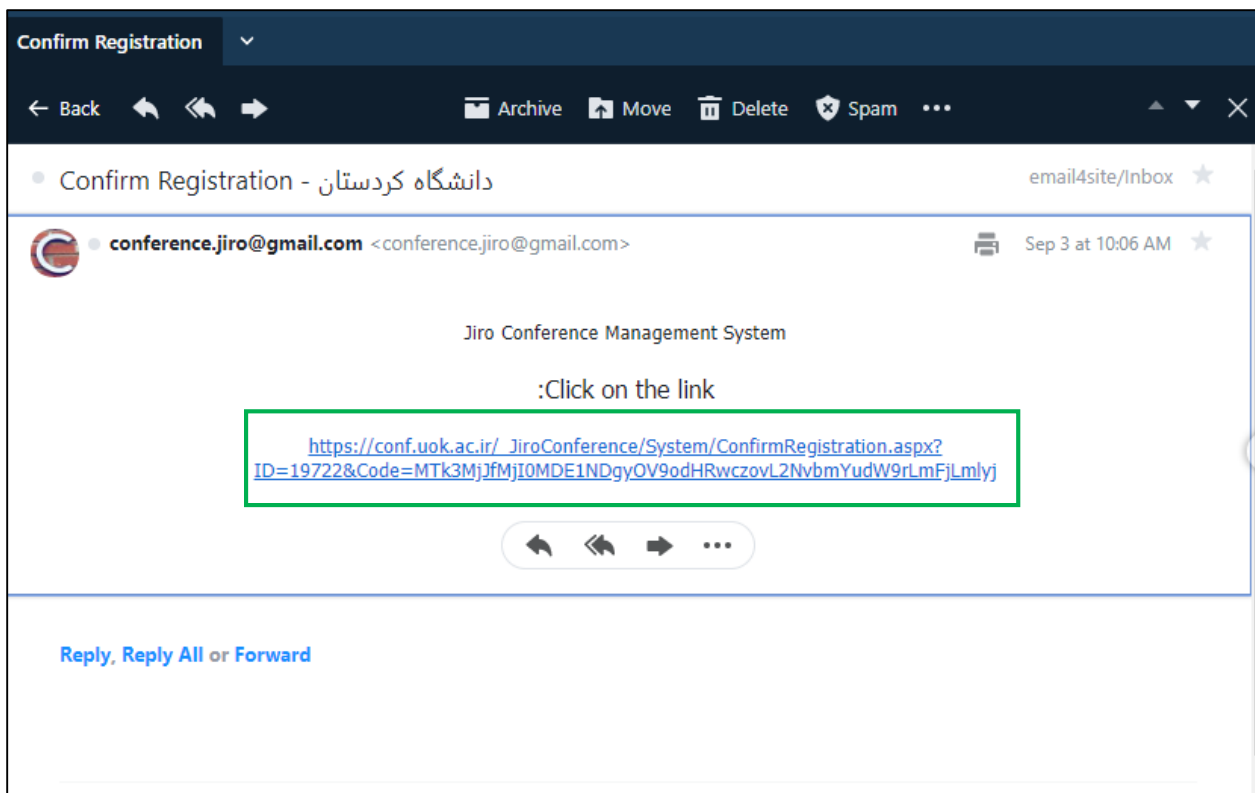 Confirm Registration
Back Archive Move Delete Spam
Confirm Registration - دانشگاه کردستان email4site/Inbox
conference.jiro@gmail.com <conference.jiro@gmail.com> Sep 3 at 10:06 AM
Jiro Conference Management System
:Click on the link
https://conf.uok.ac.ir/_JiroConference/System/ConfirmRegistration.aspx?
ID=19722&Code=MTk3MjJfMjI0MDE1NDgyOV9odHRwczovL2NvbmYudW9rLmFjLmlyj
Reply, Reply All or Forward